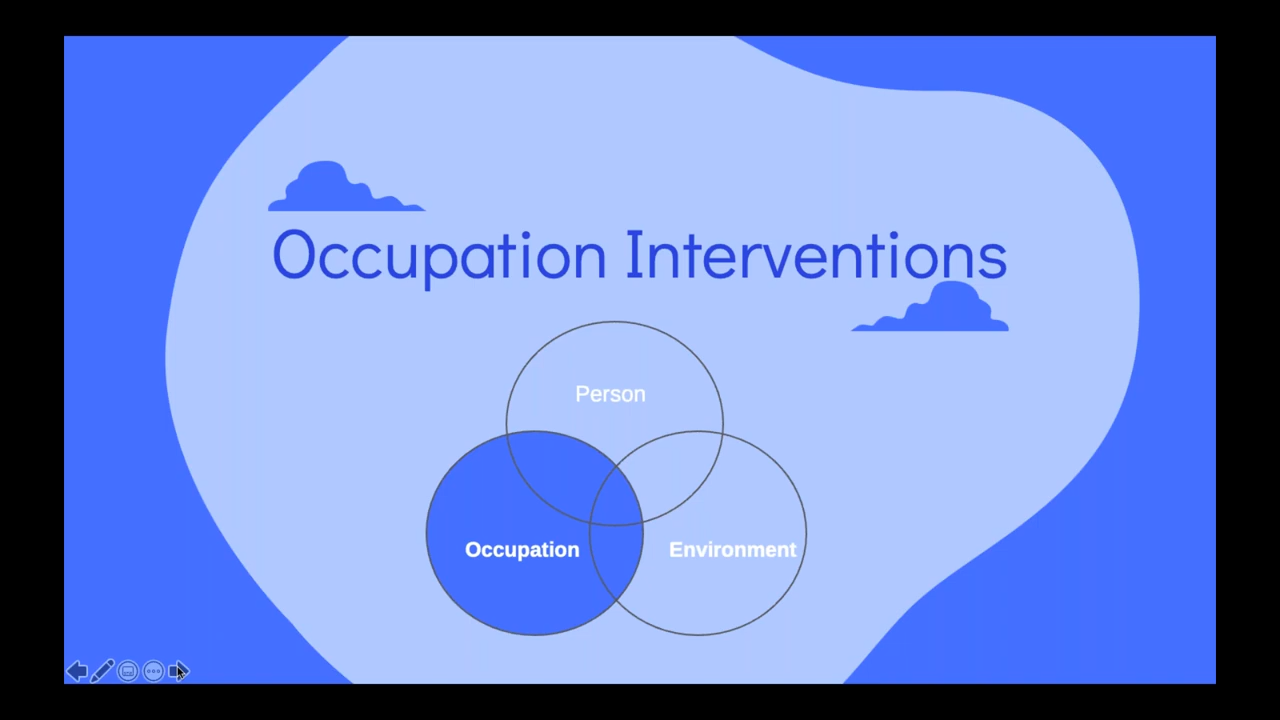 Occupation Interventions
Person
Occupation
Environment